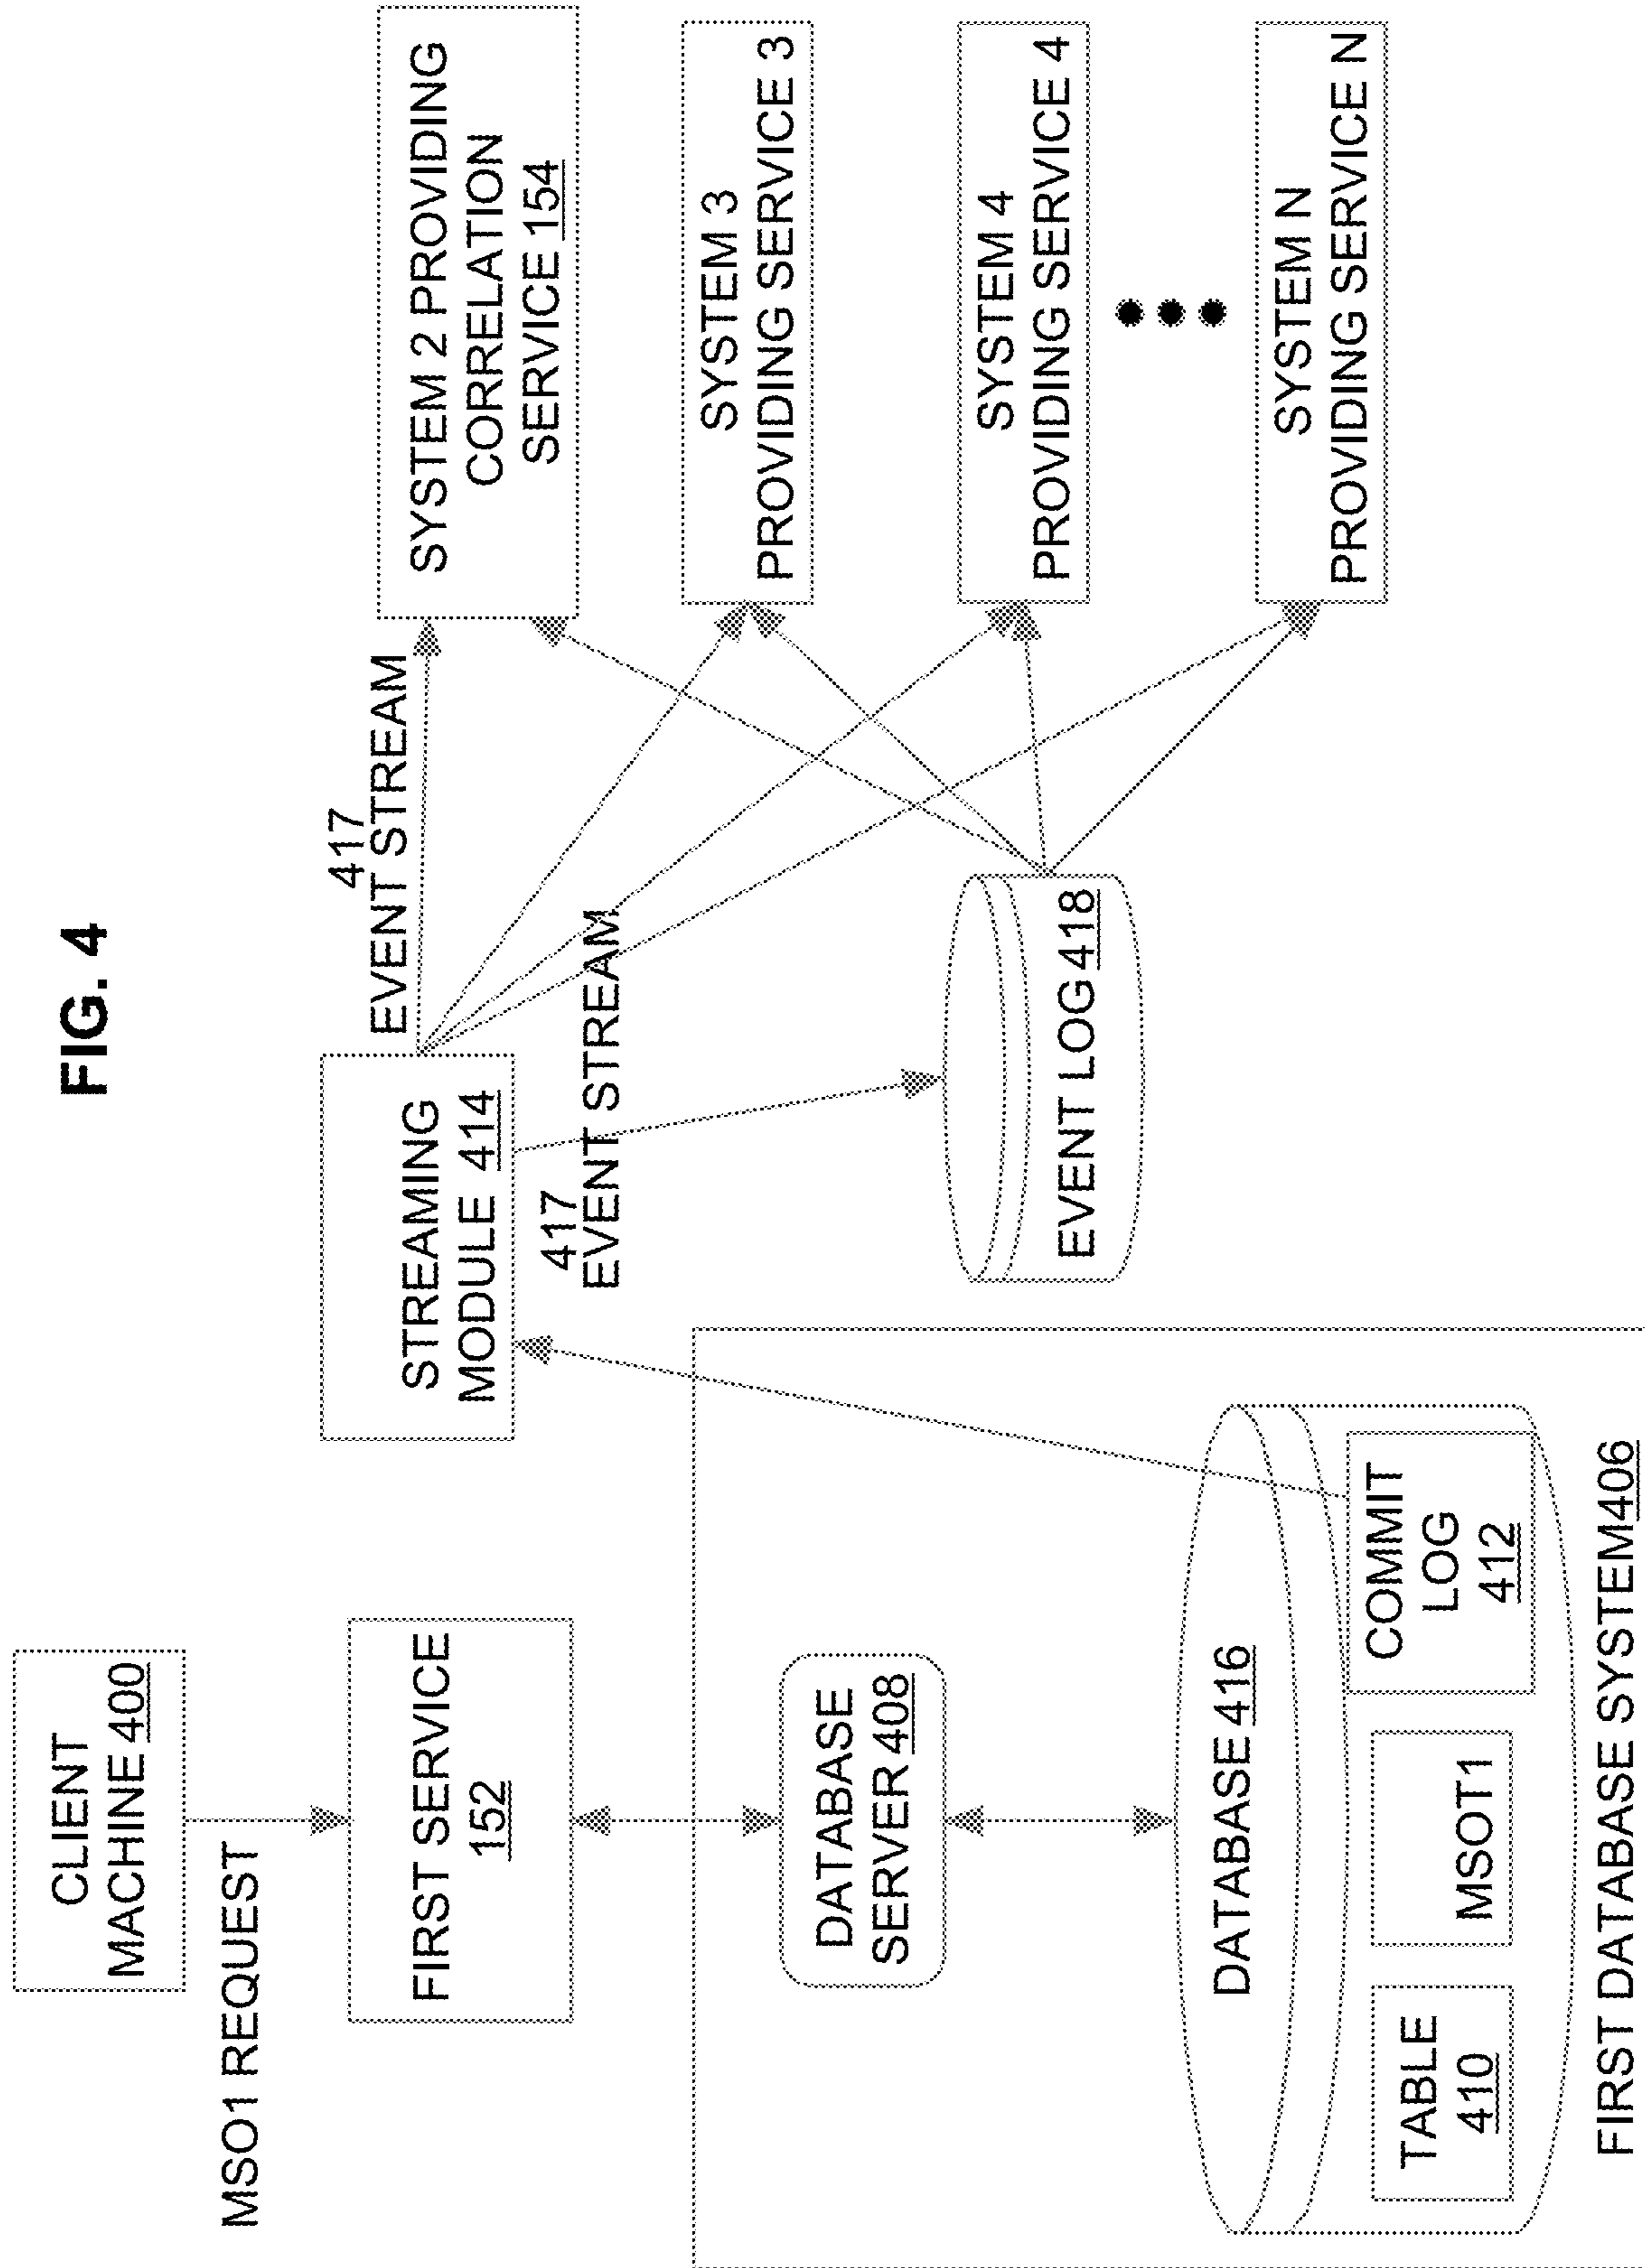 FIG. 4
CLIENT
MACHINE 400
MSO1 REQUEST
FIRST SERVICE
152
DATABASE
SERVER 408
DATABASE 416
TABLE
410
MSOT1
COMMIT
LOG
412
FIRST DATABASE SYSTEM406
STREAMING
MODULE 414
417
EVENT STREAM
417
EVENT STREAM
EVENT LOG 418
SYSTEM 2 PROVIDING
CORRELATION
SERVICE 154
SYSTEM 3
PROVIDING SERVICE 3
SYSTEM 4
PROVIDING SERVICE 4
SYSTEM N
PROVIDING SERVICE N